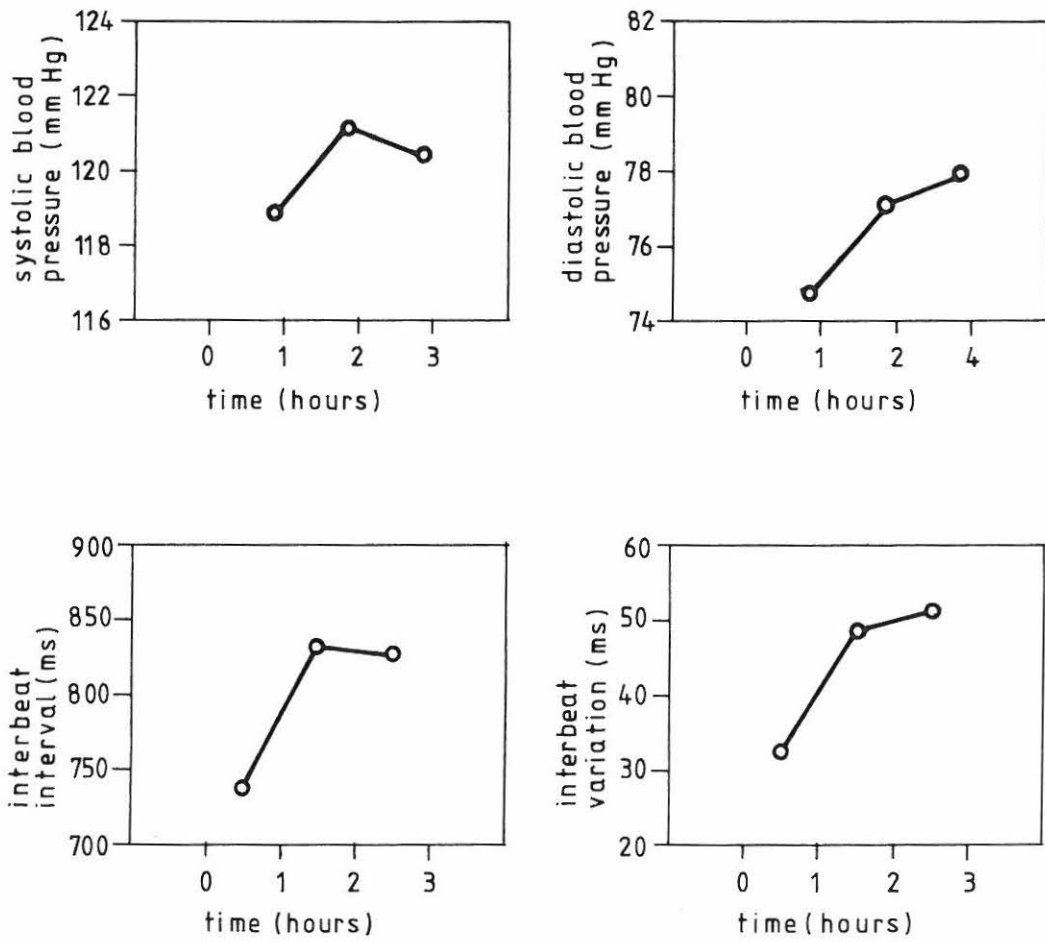 systolic blood
pressure (mm Hg)
124
122
120
118
116
0 1 2 3
time (hours)
diastolic blood
pressure (mm Hg)
82
80
78
76
74
0 1 2 4
time (hours)
interbeat
interval (ms)
900
850
800
750
700
0 1 2 3
time (hours)
interbeat
variation (ms)
60
50
40
30
20
0 1 2 3
time (hours)